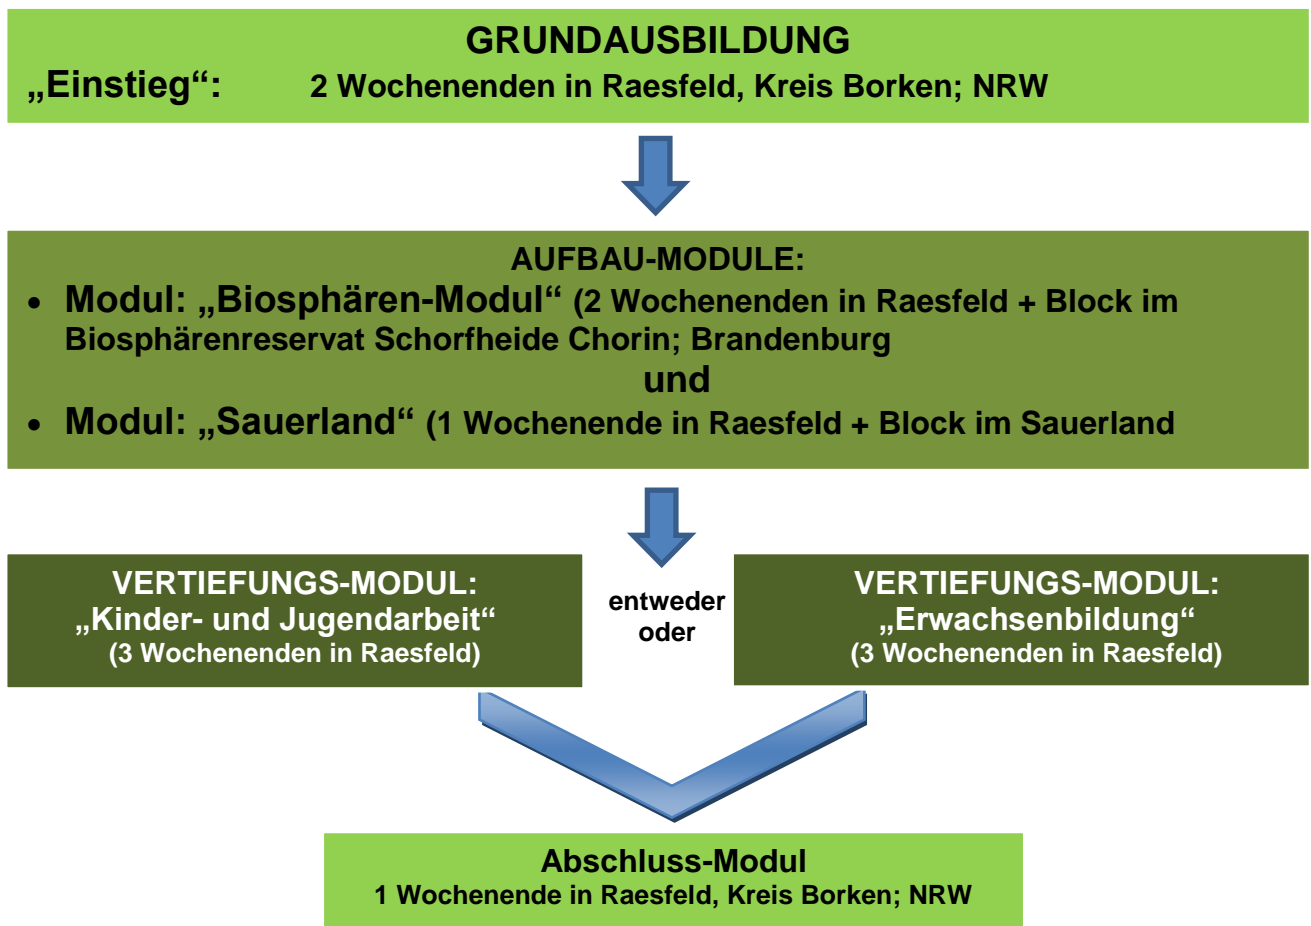 GRUNDAUSBILDUNG
„Einstieg“: 2 Wochenenden in Raesfeld, Kreis Borken; NRW
AUFBAU-MODULE:
• Modul: „Biosphären-Modul“ (2 Wochenenden in Raesfeld + Block im
Biosphärenreservat Schorfheide Chorin; Brandenburg
und
• Modul: „Sauerland“ (1 Wochenende in Raesfeld + Block im Sauerland
VERTIEFUNGS-MODUL:
„Kinder- und Jugendarbeit“
(3 Wochenenden in Raesfeld)
entweder
oder
VERTIEFUNGS-MODUL:
„Erwachsenbildung“
(3 Wochenenden in Raesfeld)
Abschluss-Modul
1 Wochenende in Raesfeld, Kreis Borken; NRW